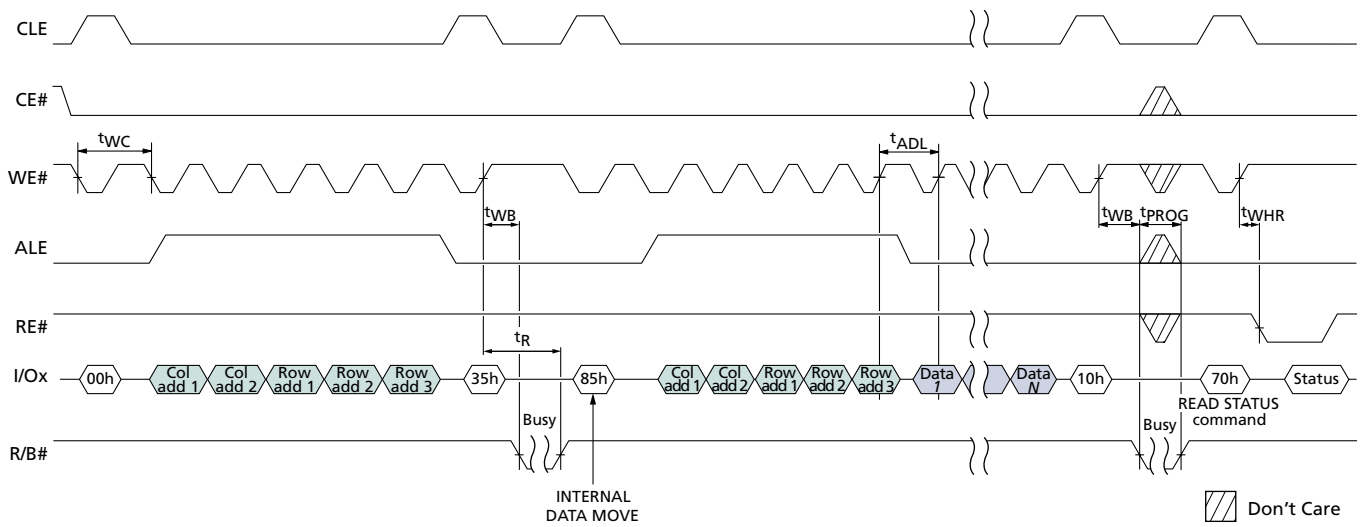 CLE
CE#
tWC
tADL
WE#
tWB
tWB tPROG
tWHR
ALE
RE#
tR
I/Ox
00h
Col add 1
Col add 2
Row add 1
Row add 2
Row add 3
35h
85h
Col add 1
Col add 2
Row add 1
Row add 2
Row add 3
Data 1
Data N
10h
70h
Status
READ STATUS
command
Busy
Busy
R/B#
INTERNAL
DATA MOVE
Don't Care